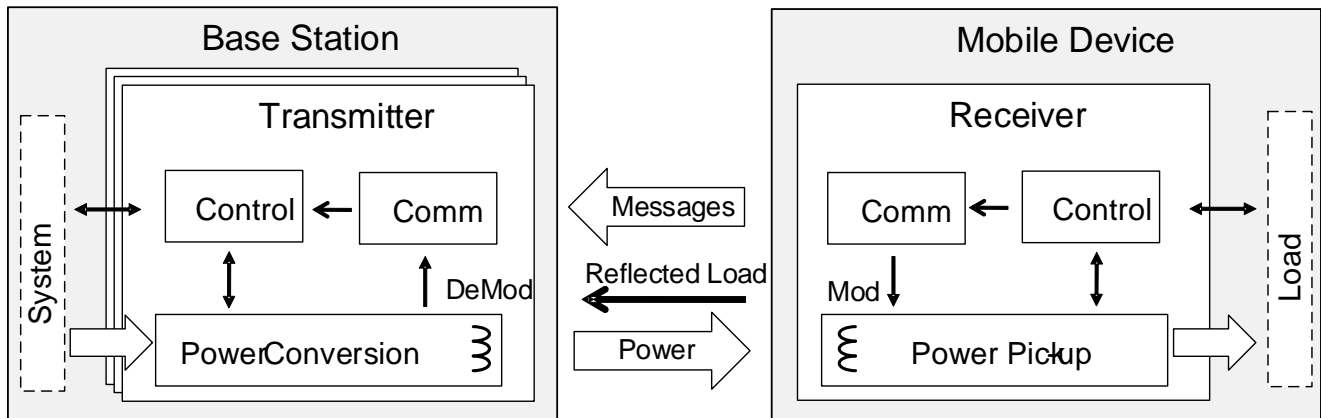 Base Station
Mobile Device
Transmitter
Receiver
System
Control
Comm
Messages
Comm
Control
Load
DeMod
Reflected Load
Mod
PowerConversion
Power
Power Pick-up